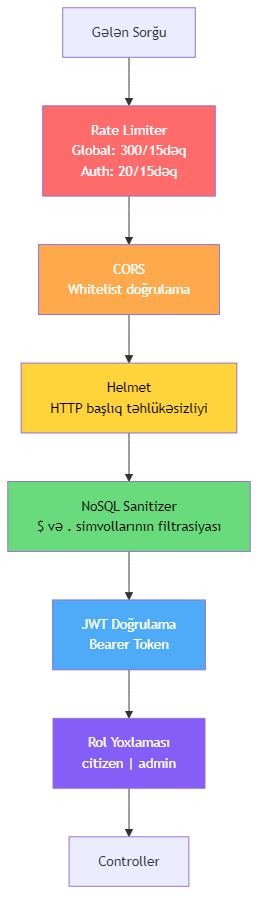 Gələn Sorğu
Rate Limiter
Global: 300/15dəq
Auth: 20/15dəq
CORS
Whitelist doğrulama
Helmet
HTTP başlıq təhlükəsizliyi
NoSQL Sanitizer
$ və . simvollarının filtrasiyası
JWT Doğrulama
Bearer Token
Rol Yoxlaması
citizen | admin
Controller